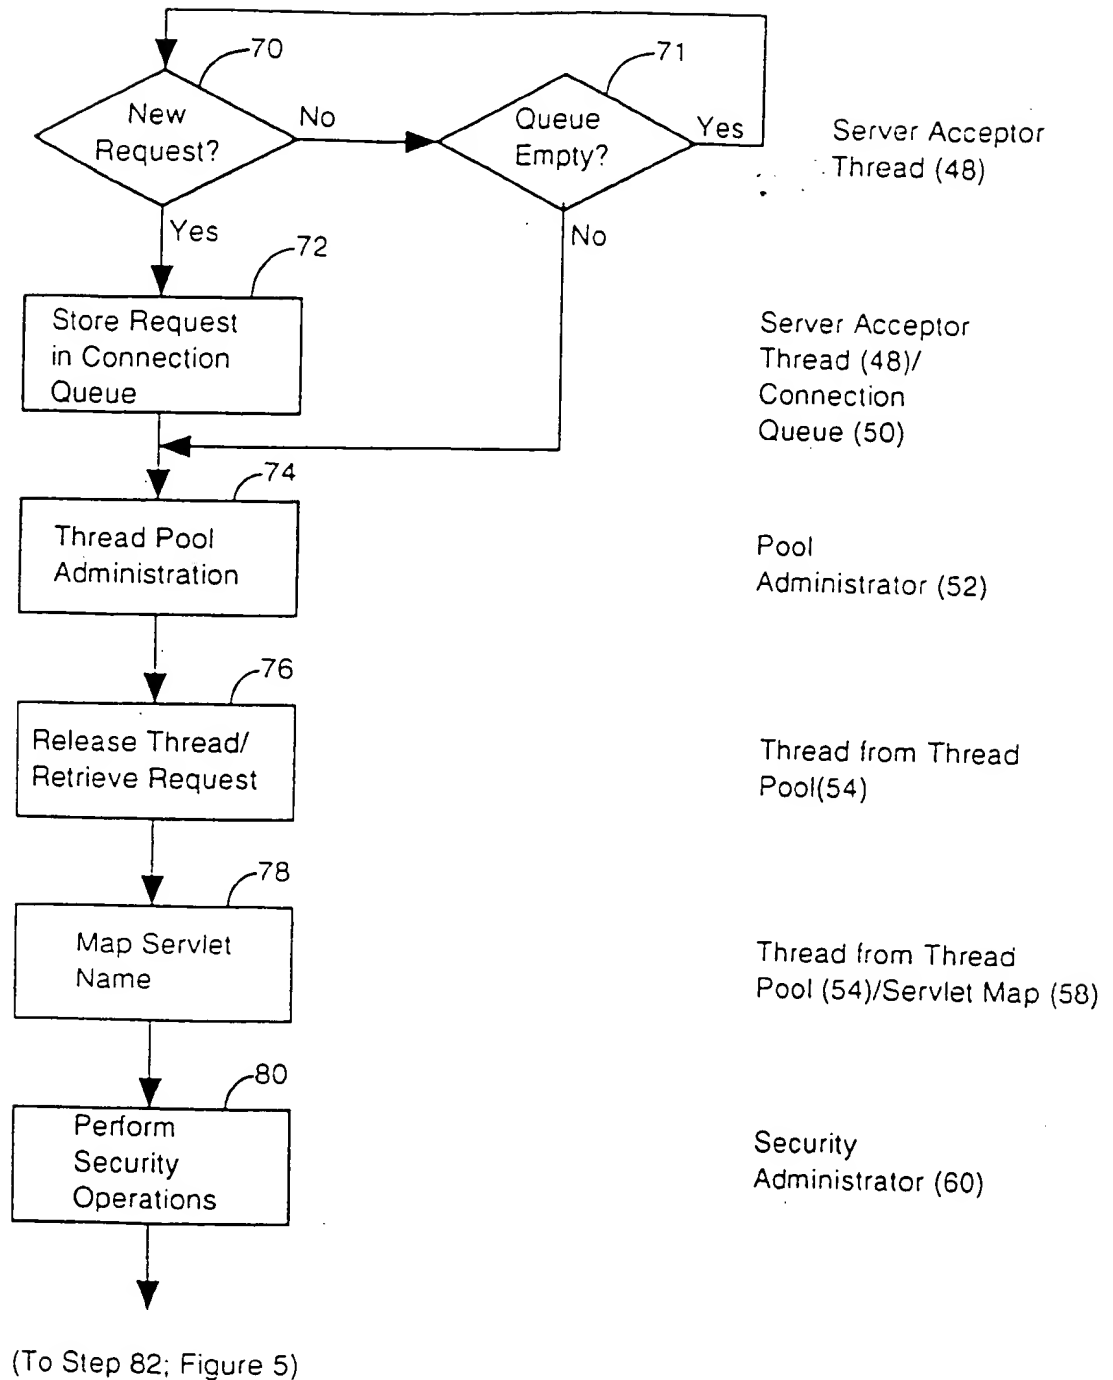 70
New
Request?
No
71
Queue
Empty?
Yes
Server Acceptor
Thread (48)
Yes
No
72
Store Request
in Connection
Queue
Server Acceptor
Thread (48)/
Connection
Queue (50)
74
Thread Pool
Administration
Pool
Administrator (52)
76
Release Thread/
Retrieve Request
Thread from Thread
Pool(54)
78
Map Servlet
Name
Thread from Thread
Pool (54)/Servlet Map (58)
80
Perform
Security
Operations
Security
Administrator (60)
(To Step 82; Figure 5)